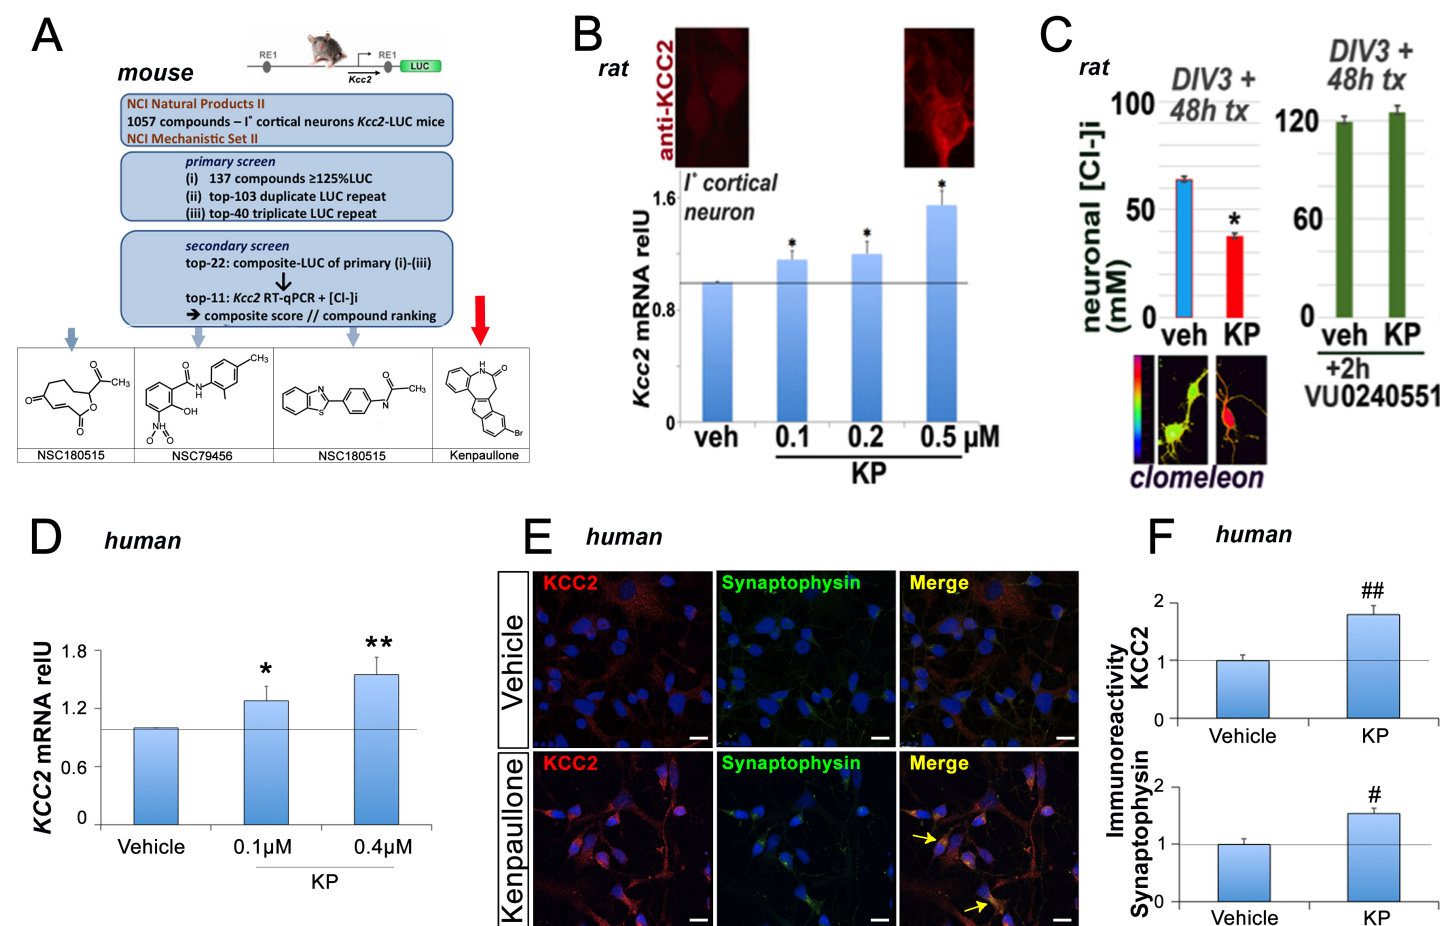 A
mouse
RE1
RE1
LUC
Kcc2
NCI Natural Products II
1057 compounds – I° cortical neurons Kcc2-LUC mice
NCI Mechanistic Set II
primary screen
(i) 137 compounds ≥125%LUC
(ii) top-103 duplicate LUC repeat
(iii) top-40 triplicate LUC repeat
secondary screen
top-22: composite-LUC of primary (i)-(iii)
top-11: Kcc2 RT-qPCR + [Cl-]i
➔ composite score // compound ranking
O
CH₃
O
O
O
CH₃
O
N
H
OH
NH
O
O
N
S
O
CH₃
N
H
N
O
Br
NSC180515
NSC79456
NSC180515
Kenpaullone
B
rat
anti-KCC2
I° cortical
neuron
Kcc2 mRNA relU
1.6
0.8
0
*
*
*
veh
0.1
0.2
0.5 µM
KP
C
rat
DIV3 +
48h tx
DIV3 +
48h tx
neuronal [Cl-]i
(mM)
100
50
0
*
veh
KP
120
60
0
veh
KP
+2h
VU0240551
clomeleon
D
human
KCC2 mRNA relU
1.8
1.2
0.6
0
*
**
Vehicle
0.1µM
0.4µM
KP
E
human
Vehicle
KCC2
Synaptophysin
Merge
Kenpaullone
KCC2
Synaptophysin
Merge
F
human
Immunoreactivity
KCC2
2
1
0
##
Vehicle
KP
Synaptophysin
2
1
0
#
Vehicle
KP